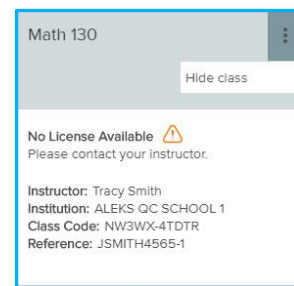 Math 130
Hide class
No License Available
Please contact your instructor.
Instructor: Tracy Smith
Institution: ALEKS QC SCHOOL 1
Class Code: NW3WX-4TDTR
Reference: JSMITH4565-1